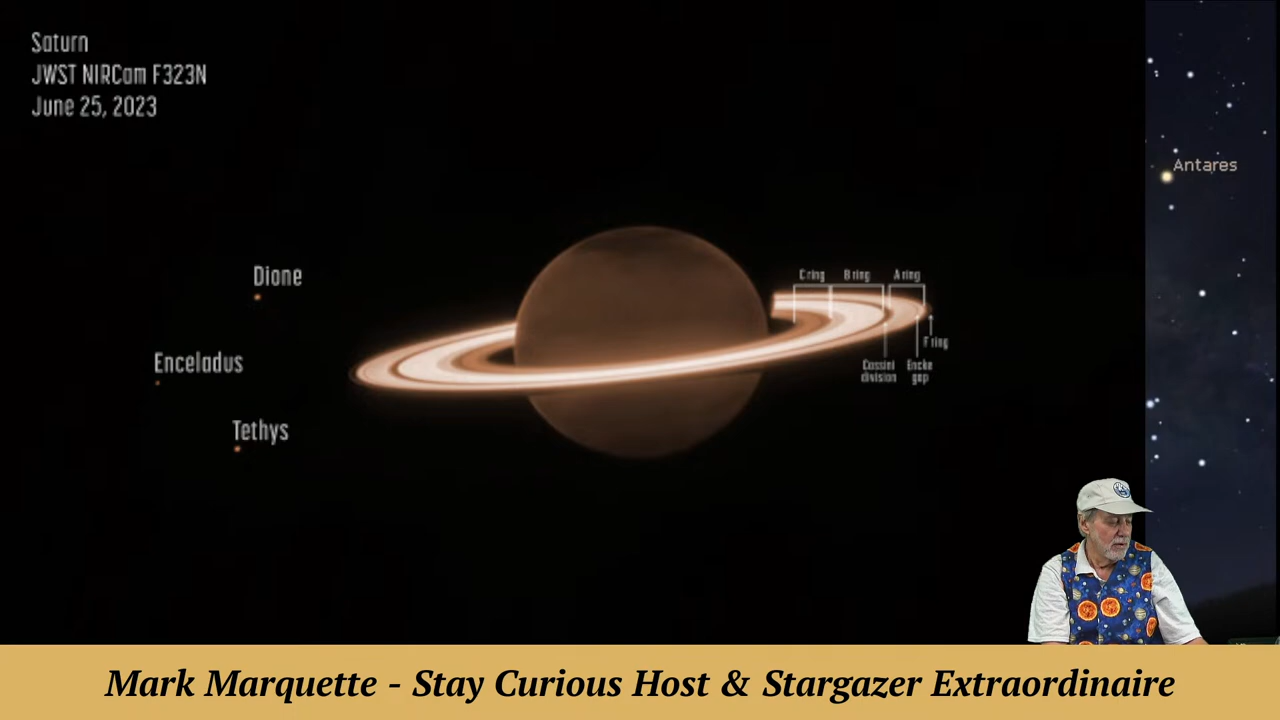 Saturn
JWST NIRCam F323N
June 25, 2023
Antares
Dione
C ring B ring A ring
F ring
Enceladus
Cassini division
Encke gap
Tethys
Mark Marquette - Stay Curious Host & Stargazer Extraordinaire